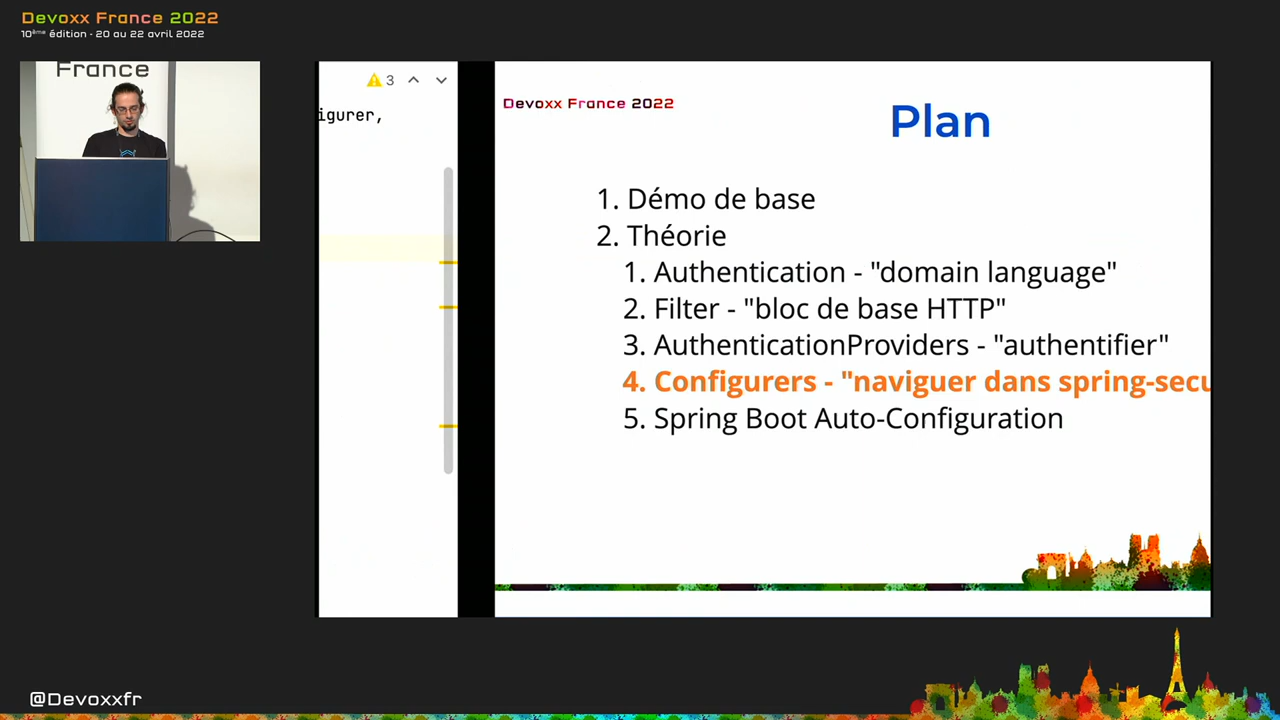 Devoxx France 2022
10ème édition - 20 au 22 avril 2022
France
3
igurer,
Devoxx France 2022
Plan
1. Démo de base
2. Théorie
1. Authentication - "domain language"
2. Filter - "bloc de base HTTP"
3. AuthenticationProviders - "authentifier"
4. Configurers - "naviguer dans spring-secu
5. Spring Boot Auto-Configuration
@Devoxxfr